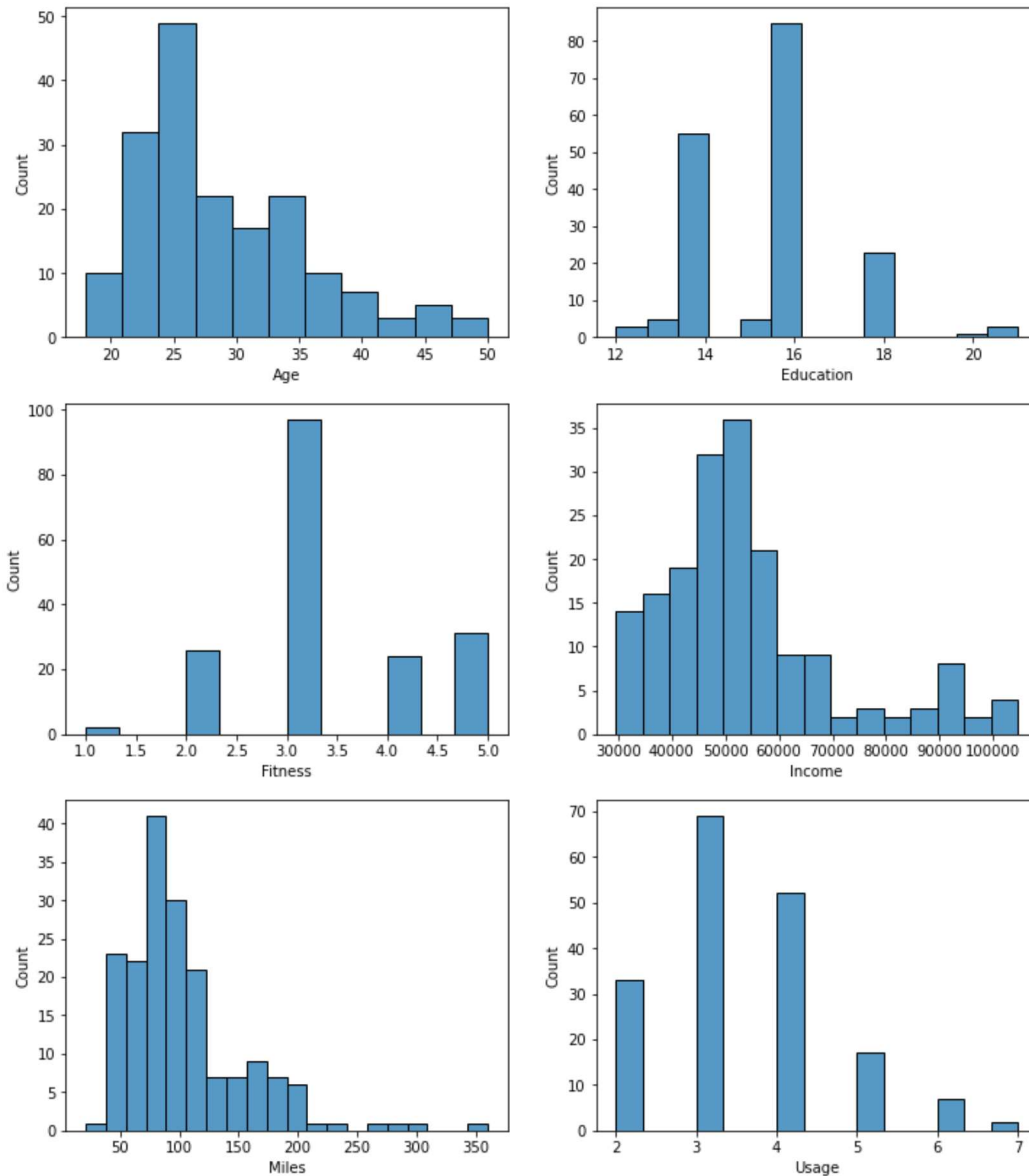 50
40
30
20
10
0
Count
20 25 30 35 40 45 50
Age
80
70
60
50
40
30
20
10
0
Count
12 14 16 18 20
Education
100
80
60
40
20
0
Count
1.0 1.5 2.0 2.5 3.0 3.5 4.0 4.5 5.0
Fitness
35
30
25
20
15
10
5
0
Count
30000 40000 50000 60000 70000 80000 90000 100000
Income
40
35
30
25
20
15
10
5
0
Count
50 100 150 200 250 300 350
Miles
70
60
50
40
30
20
10
0
Count
2 3 4 5 6 7
Usage